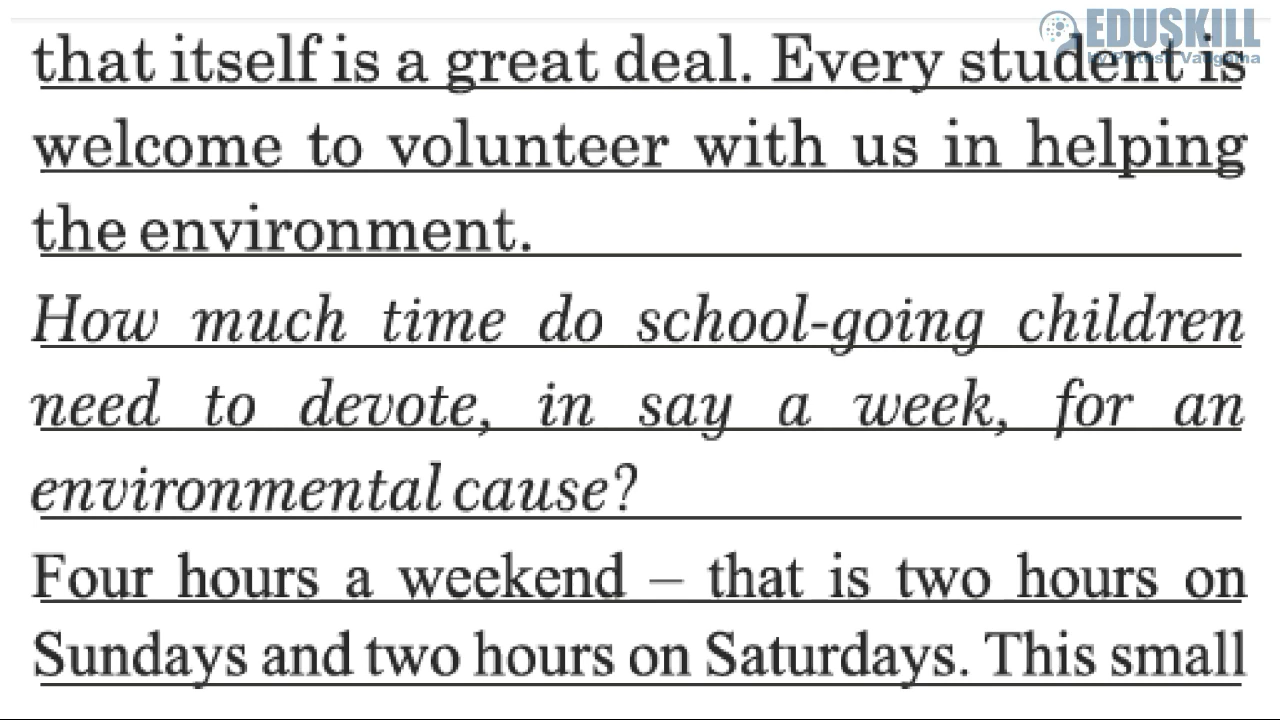 EDUSKILL
that itself is a great deal. Every student is
welcome to volunteer with us in helping
the environment.
How much time do school-going children
need to devote, in say a week, for an
environmental cause?
Four hours a weekend – that is two hours on
Sundays and two hours on Saturdays. This small